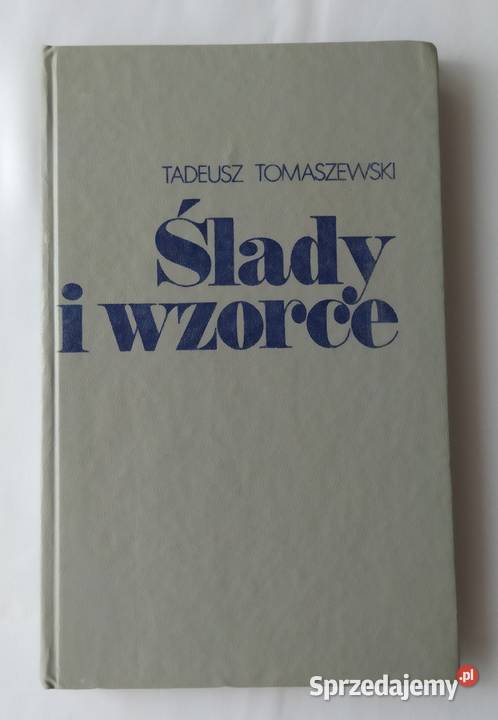 TADEUSZ TOMASZEWSKI
Ślady
i wzorce
Sprzedajemy.pl